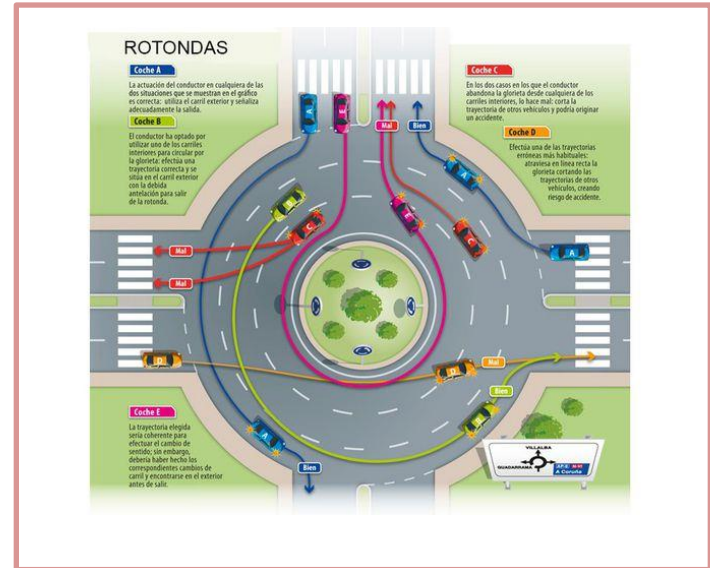 ROTONDAS
Coche A
La actuación del conductor en cualquiera de las
dos situaciones que se muestran en el gráfico
es correcta: utiliza el carril exterior y señaliza
adecuadamente la salida.
Coche B
El conductor ha optado por
utilizar uno de los carriles
interiores para circular por
la glorieta: efectúa una
trayectoria correcta y se
sitúa en el carril exterior
con la debida
antelación para salir
de la rotonda.
Coche C
En los dos casos en los que el conductor
abandona la glorieta desde cualquiera de los
carriles interiores, lo hace mal: corta la
trayectoria de otros vehículos y podría originar
un accidente.
Coche D
Efectúa una de las trayectorias
erróneas más habituales:
atraviesa en línea recta la
glorieta cortando las
trayectorias de otros
vehículos, creando
riesgo de accidente.
A
E
Mal
Bien
A
B
C
E
C
A
Mal
Mal
D
D
Mal
Bien
B
A
Bien
Coche E
La trayectoria elegida
sería coherente para
efectuar el cambio de
sentido; sin embargo,
debería haber hecho los
correspondientes cambios de
carril y encontrarse en el exterior
antes de salir.
VILLALBA
GUADARRAMA
AP-6 N-VI
A Coruña